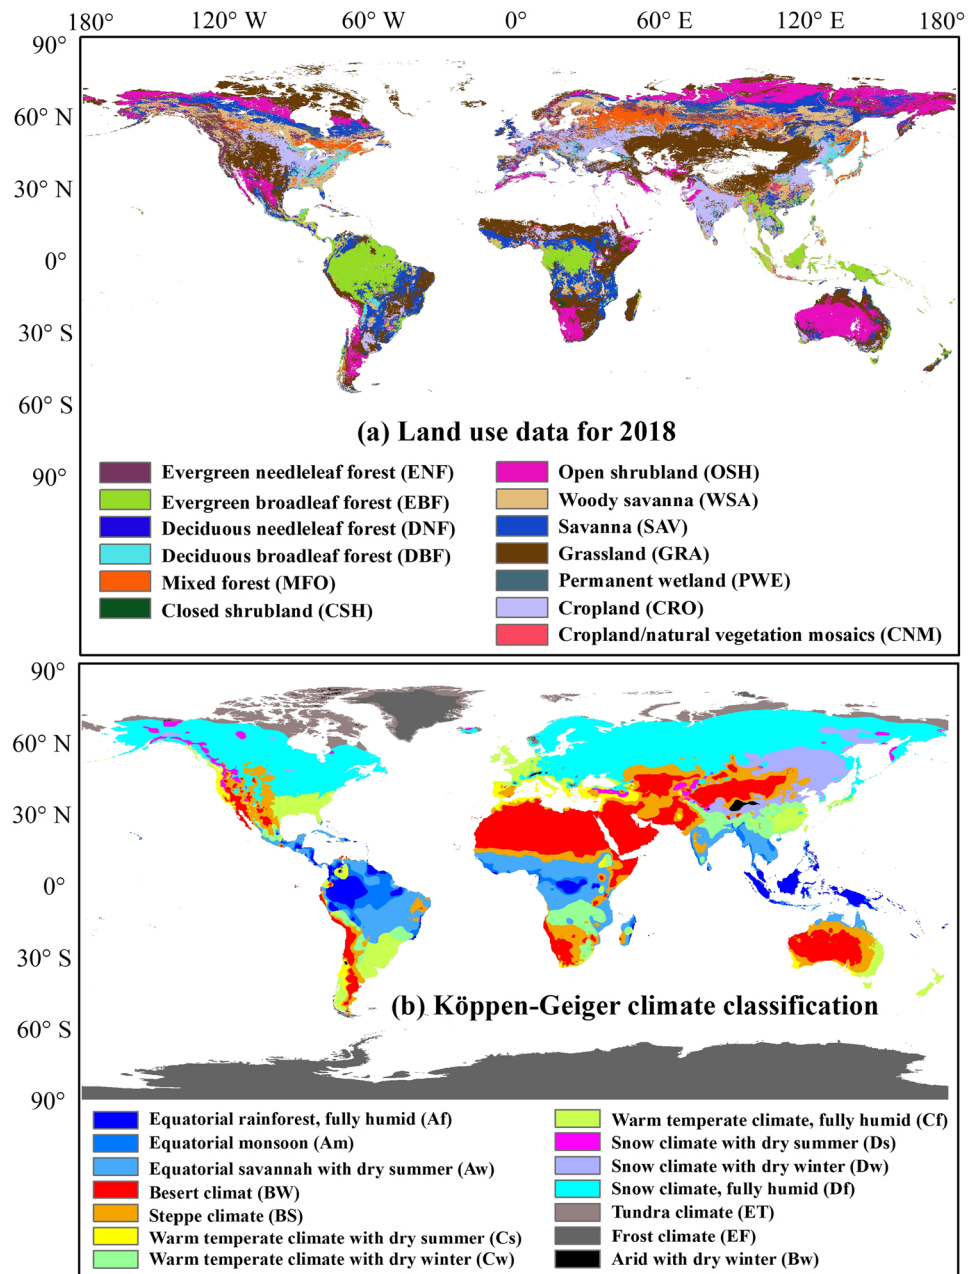 180° 120° W 60° W 0° 60° E 120° E 180°
90°
60° N
30° N
0°
30° S
60° S
90°
(a) Land use data for 2018
Evergreen needleleaf forest (ENF)
Evergreen broadleaf forest (EBF)
Deciduous needleleaf forest (DNF)
Deciduous broadleaf forest (DBF)
Mixed forest (MFO)
Closed shrubland (CSH)
Open shrubland (OSH)
Woody savanna (WSA)
Savanna (SAV)
Grassland (GRA)
Permanent wetland (PWE)
Cropland (CRO)
Cropland/natural vegetation mosaics (CNM)
90°
60° N
30° N
0°
30° S
60° S
90°
(b) Köppen-Geiger climate classification
Equatorial rainforest, fully humid (Af)
Equatorial monsoon (Am)
Equatorial savannah with dry summer (Aw)
Besert climat (BW)
Steppe climate (BS)
Warm temperate climate with dry summer (Cs)
Warm temperate climate with dry winter (Cw)
Warm temperate climate, fully humid (Cf)
Snow climate with dry summer (Ds)
Snow climate with dry winter (Dw)
Snow climate, fully humid (Df)
Tundra climate (ET)
Frost climate (EF)
Arid with dry winter (Bw)